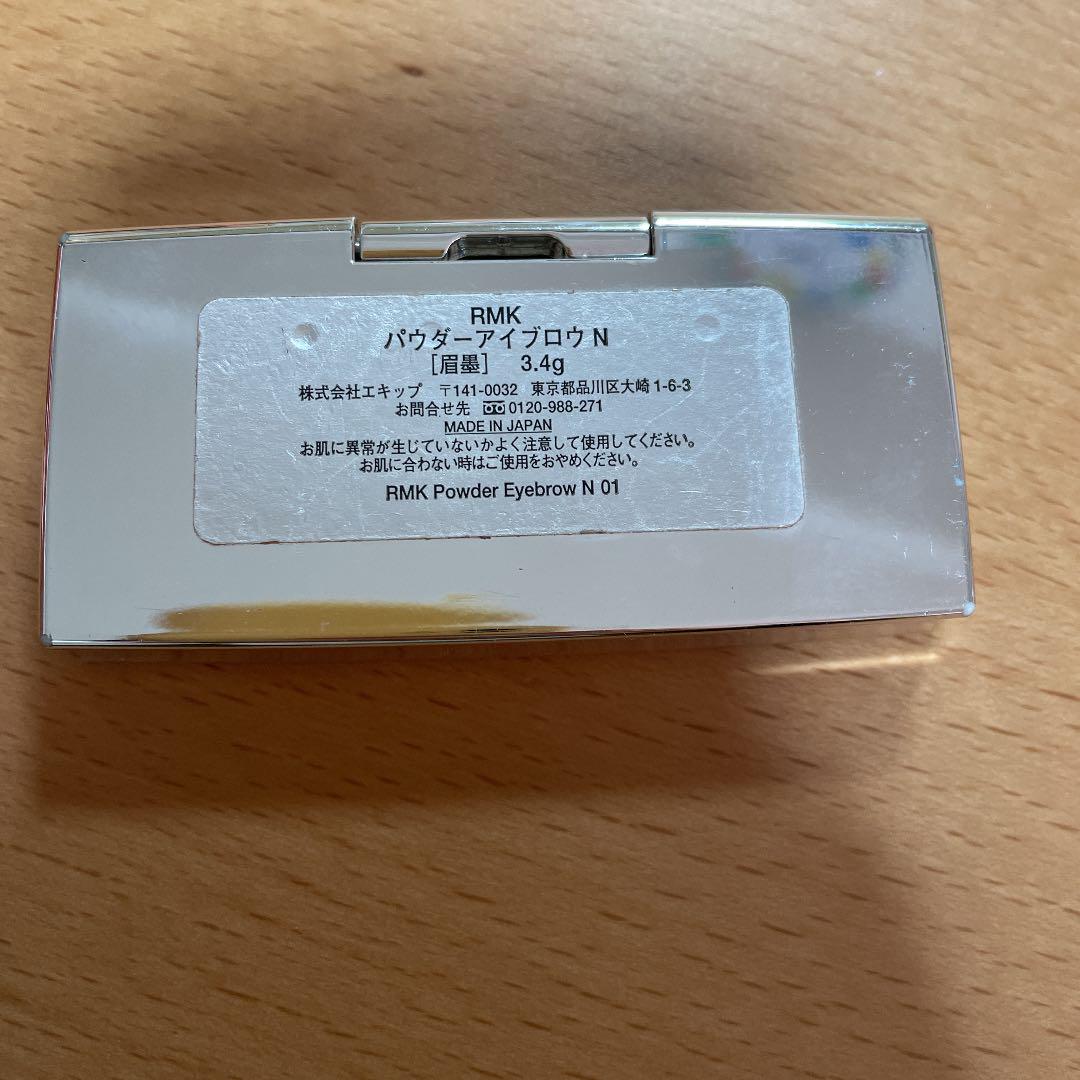 RMK
パウダーアイブロウ N
[眉墨] 3.4g
株式会社エキップ 〒141-0032 東京都品川区大崎1-6-3
お問合せ先 0120-988-271
MADE IN JAPAN
お肌に異常が生じていないかよく注意して使用してください。
お肌に合わない時はご使用をおやめください。
RMK Powder Eyebrow N 01